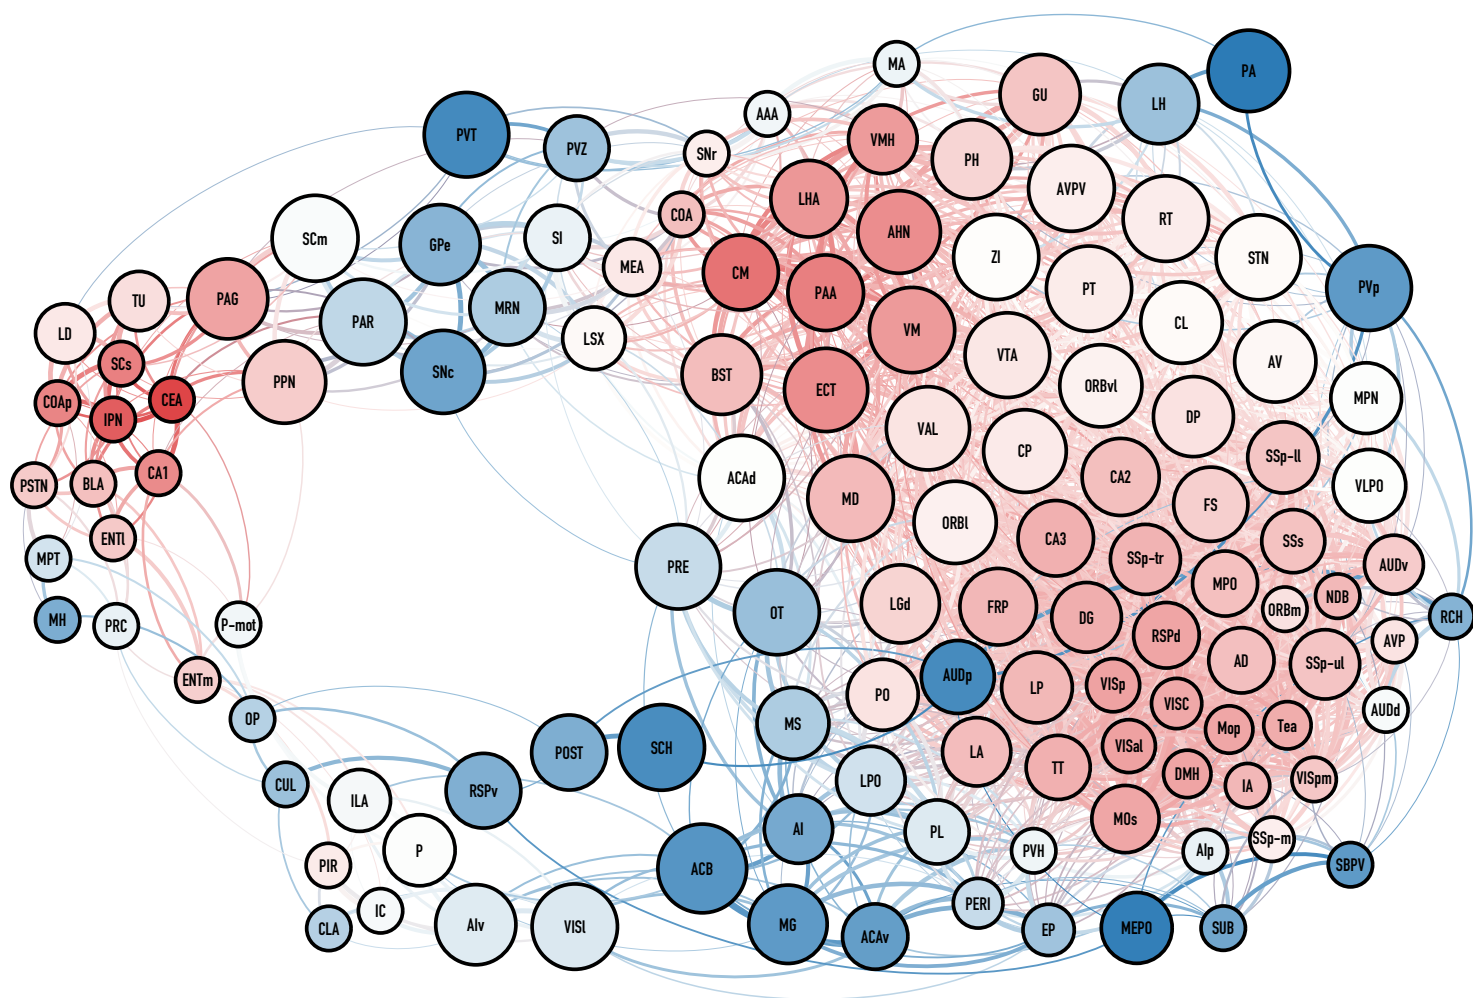 MA
PA
GU
LH
AAA
PVT
VMH
PVZ
SNr
PH
AVPV
LHA
COA
RT
SCm
GPe
SI
AHN
ZI
STN
MEA
CM
PAA
PT
PVp
TU
PAG
MRN
PAR
CL
LD
LSX
VM
VTA
AV
SCs
SNc
BST
ECT
ORBvl
MPN
COAp
CEA
PPN
IPN
DP
VAL
CP
SSp-ll
CA1
ACAd
CA2
PSTN
BLA
MD
VLPO
FS
ORBl
ENTl
CA3
SSs
MPT
PRE
SSp-tr
AUDv
MPO
NDB
LGd
FRP
ORBm
MH
PRC
P-mot
OT
DG
RCH
RSPd
AVP
AD
SSp-ul
ENTm
AUDp
LP
VISp
PO
VISC
AUDd
OP
MS
Mop
Tea
POST
SCH
VISal
LA
TT
DMH
CUL
RSPv
LPO
IA
VISpm
ILA
MOs
AI
PL
SSp-m
P
PVH
AIp
PIR
ACB
SBPV
PERI
IC
CLA
AIv
VISl
MG
ACAv
EP
MEPO
SUB